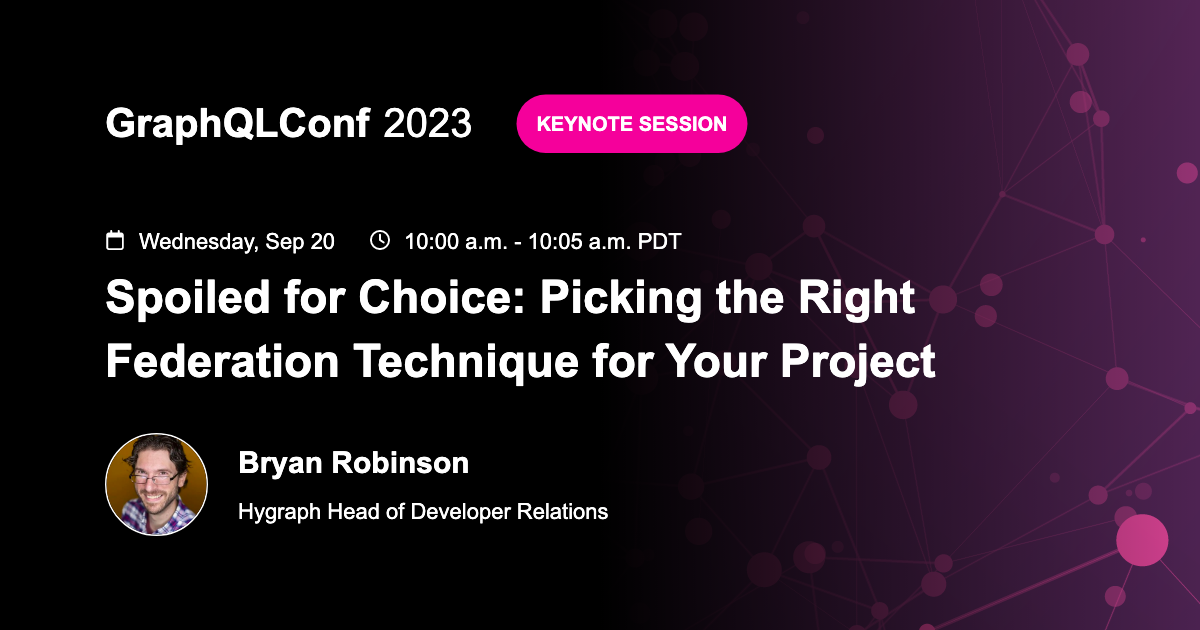 GraphQLConf 2023
KEYNOTE SESSION
Wednesday, Sep 20
10:00 a.m. - 10:05 a.m. PDT
Spoiled for Choice: Picking the Right
Federation Technique for Your Project
Bryan Robinson
Hygraph Head of Developer Relations